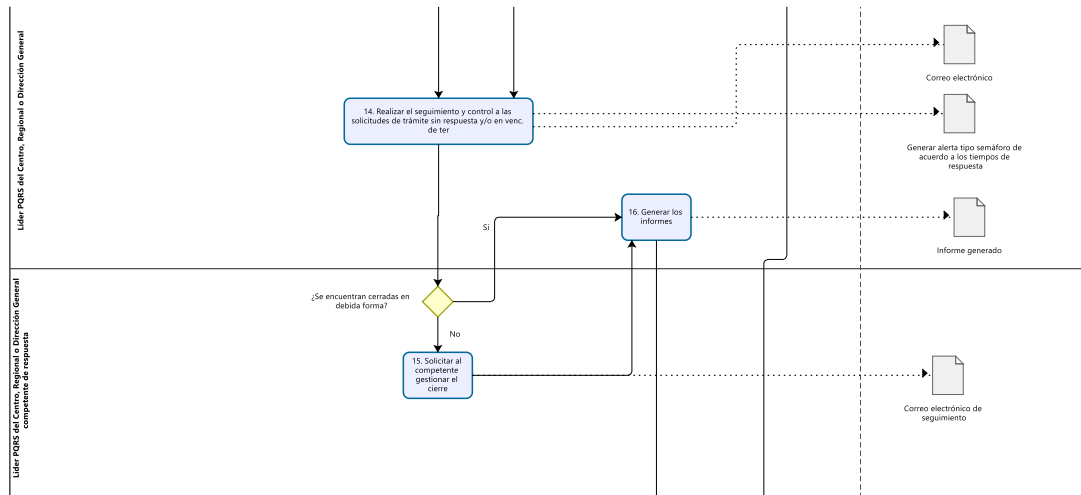 Líder PQRS del Centro, Regional o Dirección General
14. Realizar el seguimiento y control a las
solicitudes de trámite sin respuesta y/o en venc.
de ter
Correo electrónico
Generar alerta tipo semáforo de
acuerdo a los tiempos de
respuesta
16. Generar los
informes
Si
Informe generado
Líder PQRS del Centro, Regional o Dirección General
competente de respuesta
¿Se encuentran cerradas en
debida forma?
No
15. Solicitar al
competente
gestionar el
cierre
Correo electrónico de
seguimiento